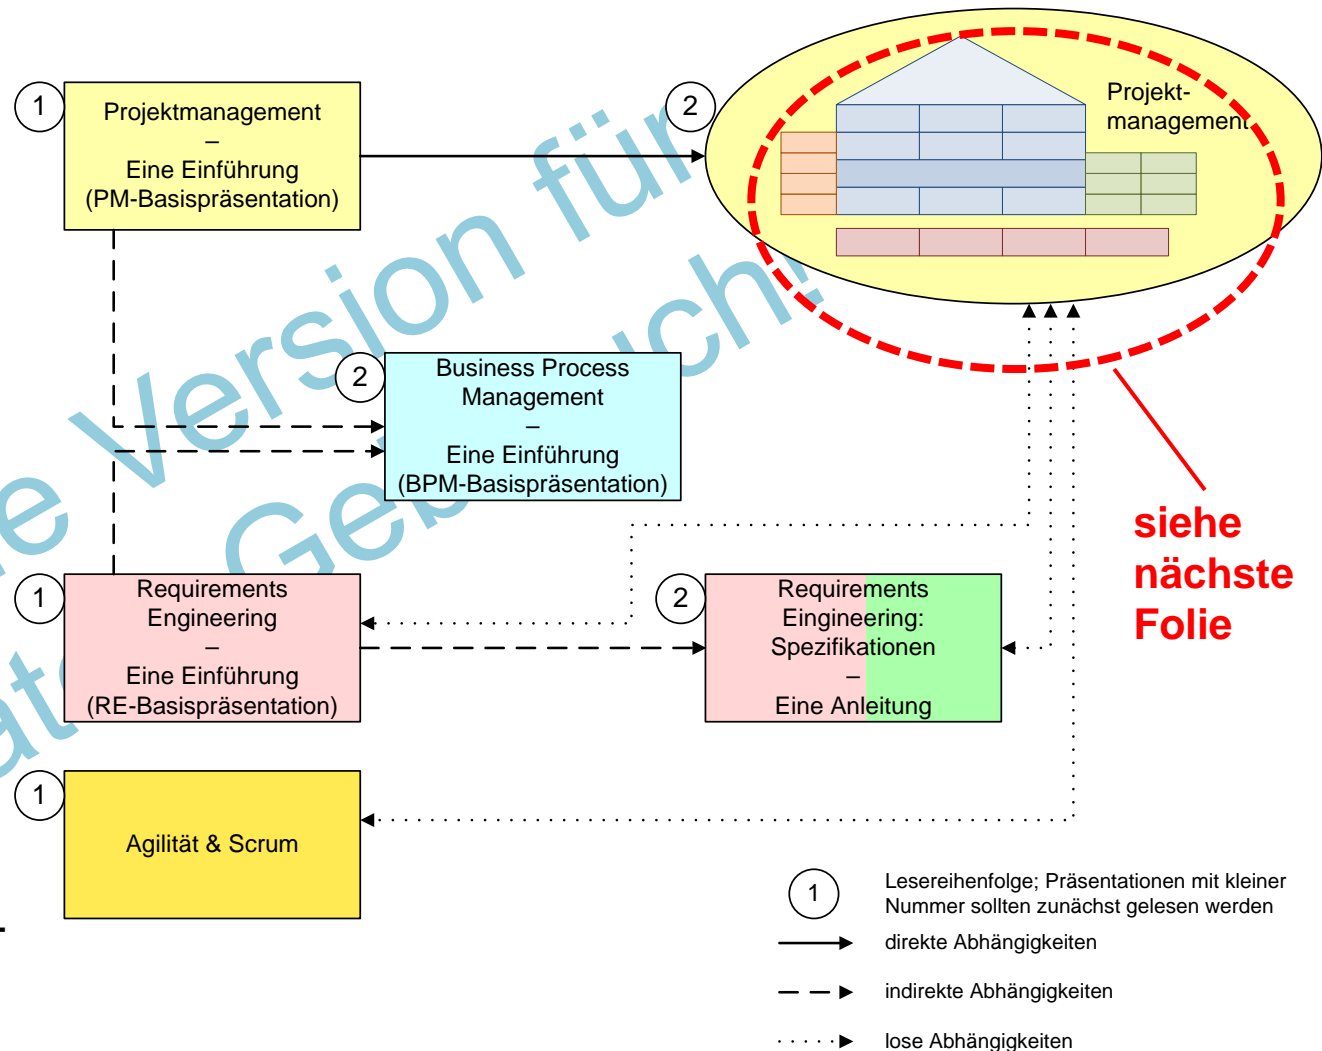 1
Projektmanagement
–
Eine Einführung
(PM-Basispräsentation)
2
Projekt-
management
2
Business Process
Management
–
Eine Einführung
(BPM-Basispräsentation)
siehe
nächste
Folie
1
Requirements
Engineering
–
Eine Einführung
(RE-Basispräsentation)
2
Requirements
Eingineering:
Spezifikationen
–
Eine Anleitung
1
Agilität & Scrum
1
Lesereihenfolge; Präsentationen mit kleiner
Nummer sollten zunächst gelesen werden
direkte Abhängigkeiten
indirekte Abhängigkeiten
lose Abhängigkeiten
Version für